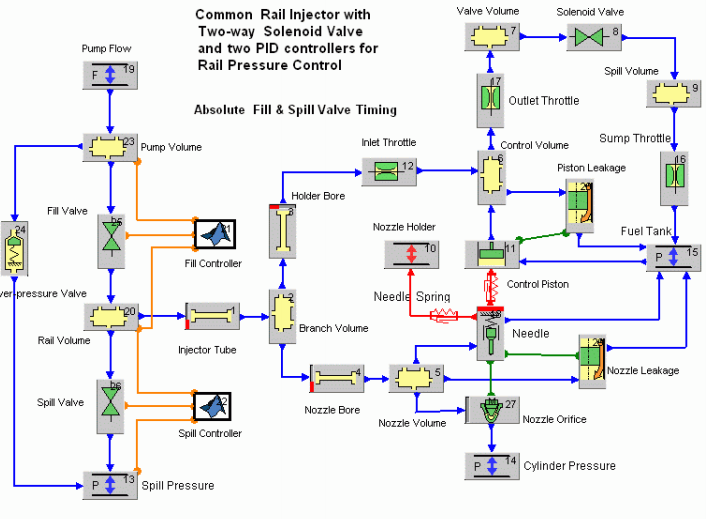 Common Rail Injector with
Two-way Solenoid Valve
and two PID controllers for
Rail Pressure Control
Absolute Fill & Spill Valve Timing
Valve Volume
7
Solenoid Valve
8
Spill Volume
9
Pump Flow
F
19
17
Outlet Throttle
Sump Throttle
16
23
Pump Volume
Inlet Throttle
12
Control Volume
6
Piston Leakage
Holder Bore
3
Fill Valve
25
24
21
Fill Controller
Nozzle Holder
10
11
Fuel Tank
P
15
Control Piston
ver-pressure Valve
Needle Spring
20
Rail Volume
1
Injector Tube
2
Branch Volume
Needle
Nozzle Leakage
Spill Valve
26
22
Spill Controller
4
Nozzle Bore
5
Nozzle Volume
27
Nozzle Orifice
P
13
Spill Pressure
P
14
Cylinder Pressure